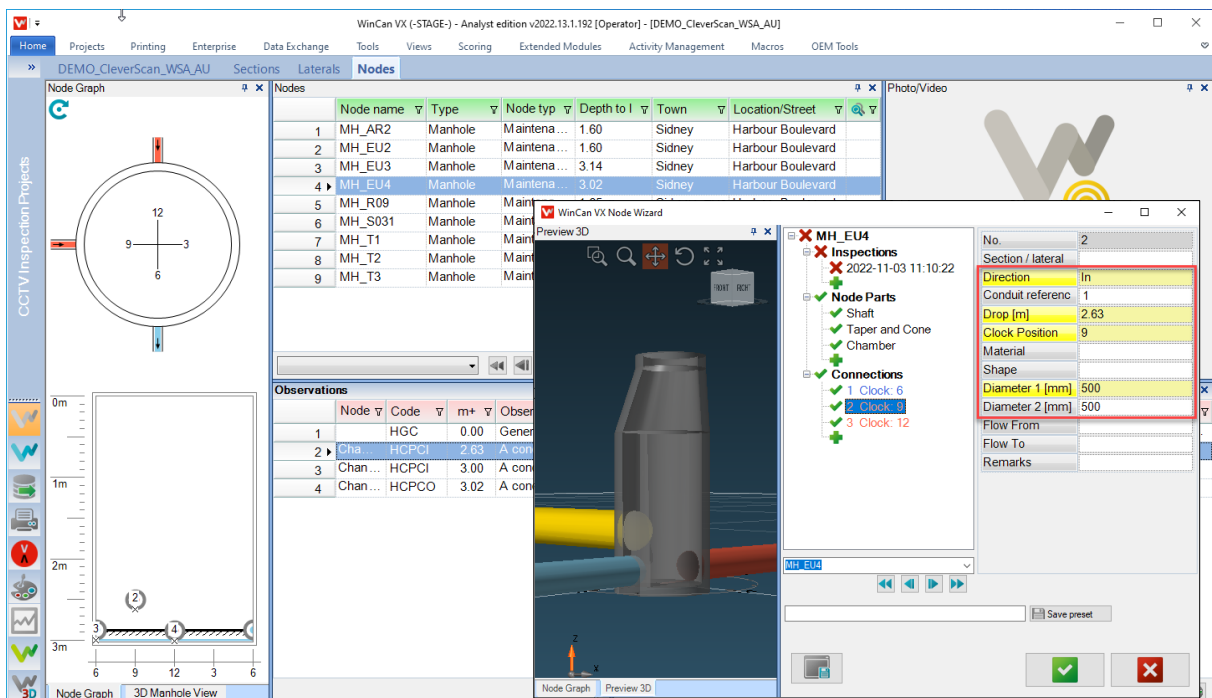 WinCan VX (-STAGE-) - Analyst edition v2022.13.1.192 [Operator] - [DEMO_CleverScan_WSA_AU]
Home Projects Printing Enterprise Data Exchange Tools Views Scoring Extended Modules Activity Management Macros OEM Tools
» DEMO_CleverScan_WSA_AU Sections Laterals Nodes
CCTV Inspection Projects
Node Graph
12
9 3
6
0m
1m
2m
3m
2
3 4
6 9 12 3 6
Node Graph 3D Manhole View
Nodes
Node name Type Node typ Depth to I Town Location/Street
1 MH_AR2 Manhole Maintena... 1.60 Sidney Harbour Boulevard
2 MH_EU2 Manhole Maintena... 1.60 Sidney Harbour Boulevard
3 MH_EU3 Manhole Maintena... 3.14 Sidney Harbour Boulevard
4 MH_EU4 Manhole Maintena... 3.02 Sidney Harbour Boulevard
5 MH_R09 Manhole
6 MH_S031 Manhole
7 MH_T1 Manhole
8 MH_T2 Manhole
9 MH_T3 Manhole
Observations
Node Code m+ Obser
1 HGC 0.00 Gener
2 Cha... HCPCI 2.63 A con
3 Chan... HCPCI 3.00 A con
4 Chan... HCPCO 3.02 A con
Photo/Video
WinCan VX Node Wizard
Preview 3D
FRONT RIGHT
Z
X
Node Graph Preview 3D
MH_EU4
Inspections
2022-11-03 11:10:22
Node Parts
Shaft
Taper and Cone
Chamber
Connections
1 Clock: 6
2 Clock: 9
3 Clock: 12
MH_EU4
No. 2
Section / lateral
Direction In
Conduit referenc 1
Drop [m] 2.63
Clock Position 9
Material
Shape
Diameter 1 [mm] 500
Diameter 2 [mm] 500
Flow From
Flow To
Remarks
Save preset
3D